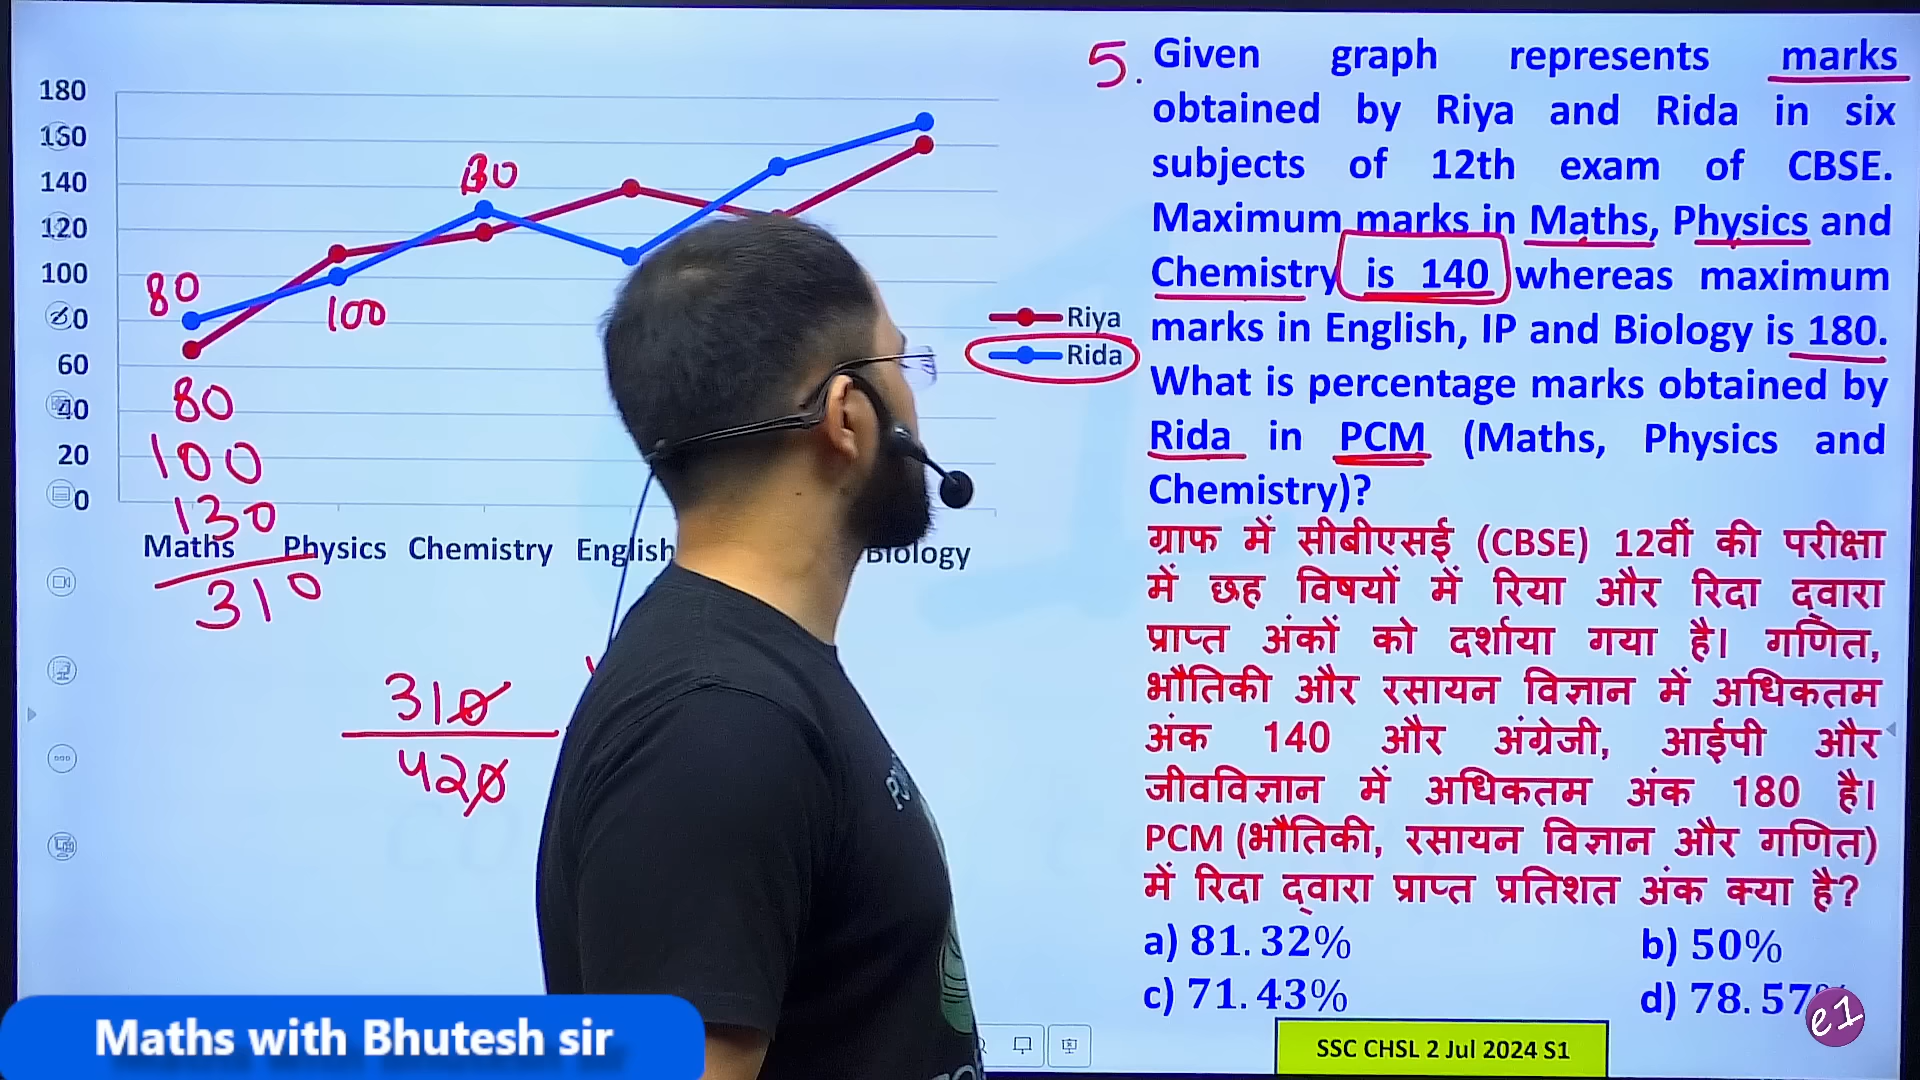 180
160
140
120
100
80
60
40
20
0
Maths Physics Chemistry English Biology
Riya
Rida
80
100
130
80
100
130
310
310
420
5. Given graph represents marks
obtained by Riya and Rida in six
subjects of 12th exam of CBSE.
Maximum marks in Maths, Physics and
Chemistry is 140 whereas maximum
marks in English, IP and Biology is 180.
What is percentage marks obtained by
Rida in PCM (Maths, Physics and
Chemistry)?
ग्राफ में सीबीएसई (CBSE) 12वीं की परीक्षा
में छह विषयों में रिया और रिदा द्वारा
प्राप्त अंकों को दर्शाया गया है। गणित,
भौतिकी और रसायन विज्ञान में अधिकतम
अंक 140 और अंग्रेजी, आईपी और
जीवविज्ञान में अधिकतम अंक 180 है।
PCM (भौतिकी, रसायन विज्ञान और गणित)
में रिदा द्वारा प्राप्त प्रतिशत अंक क्या है?
a) 81.32% b) 50%
c) 71.43% d) 78.57%
e1
SSC CHSL 2 Jul 2024 S1
Maths with Bhutesh sir